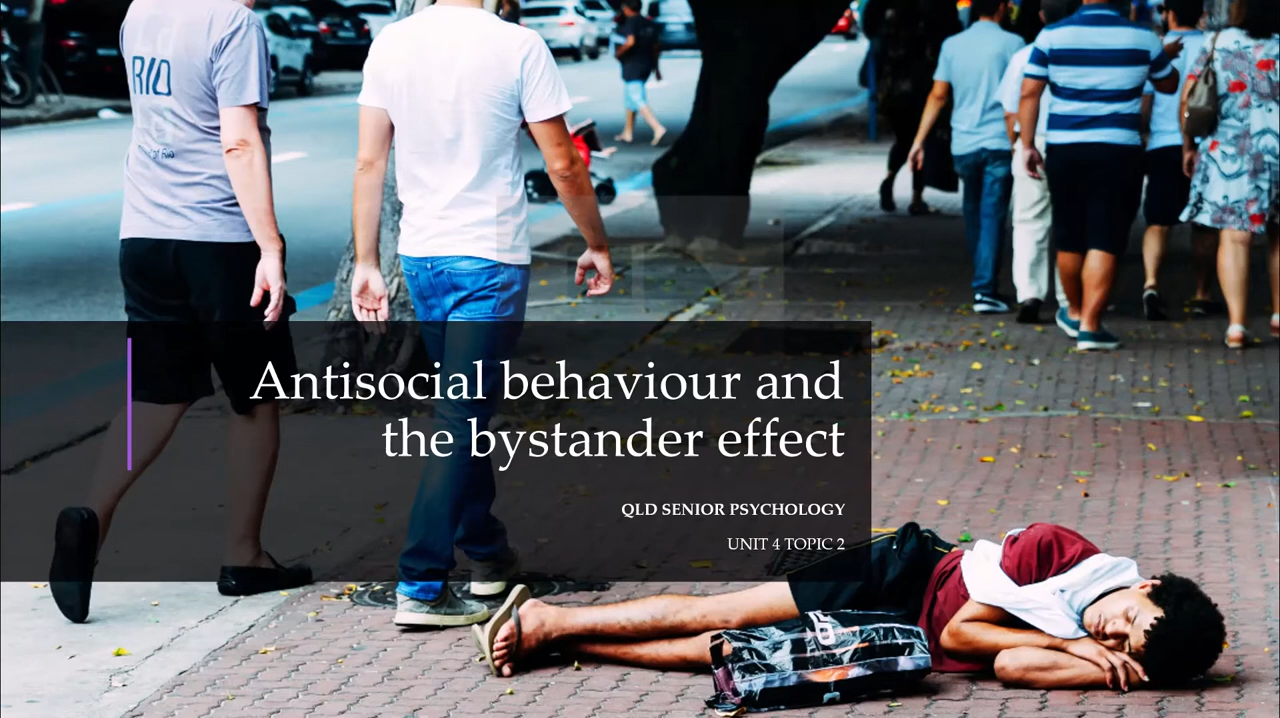 RIO
Antisocial behaviour and
the bystander effect
QLD SENIOR PSYCHOLOGY
UNIT 4 TOPIC 2